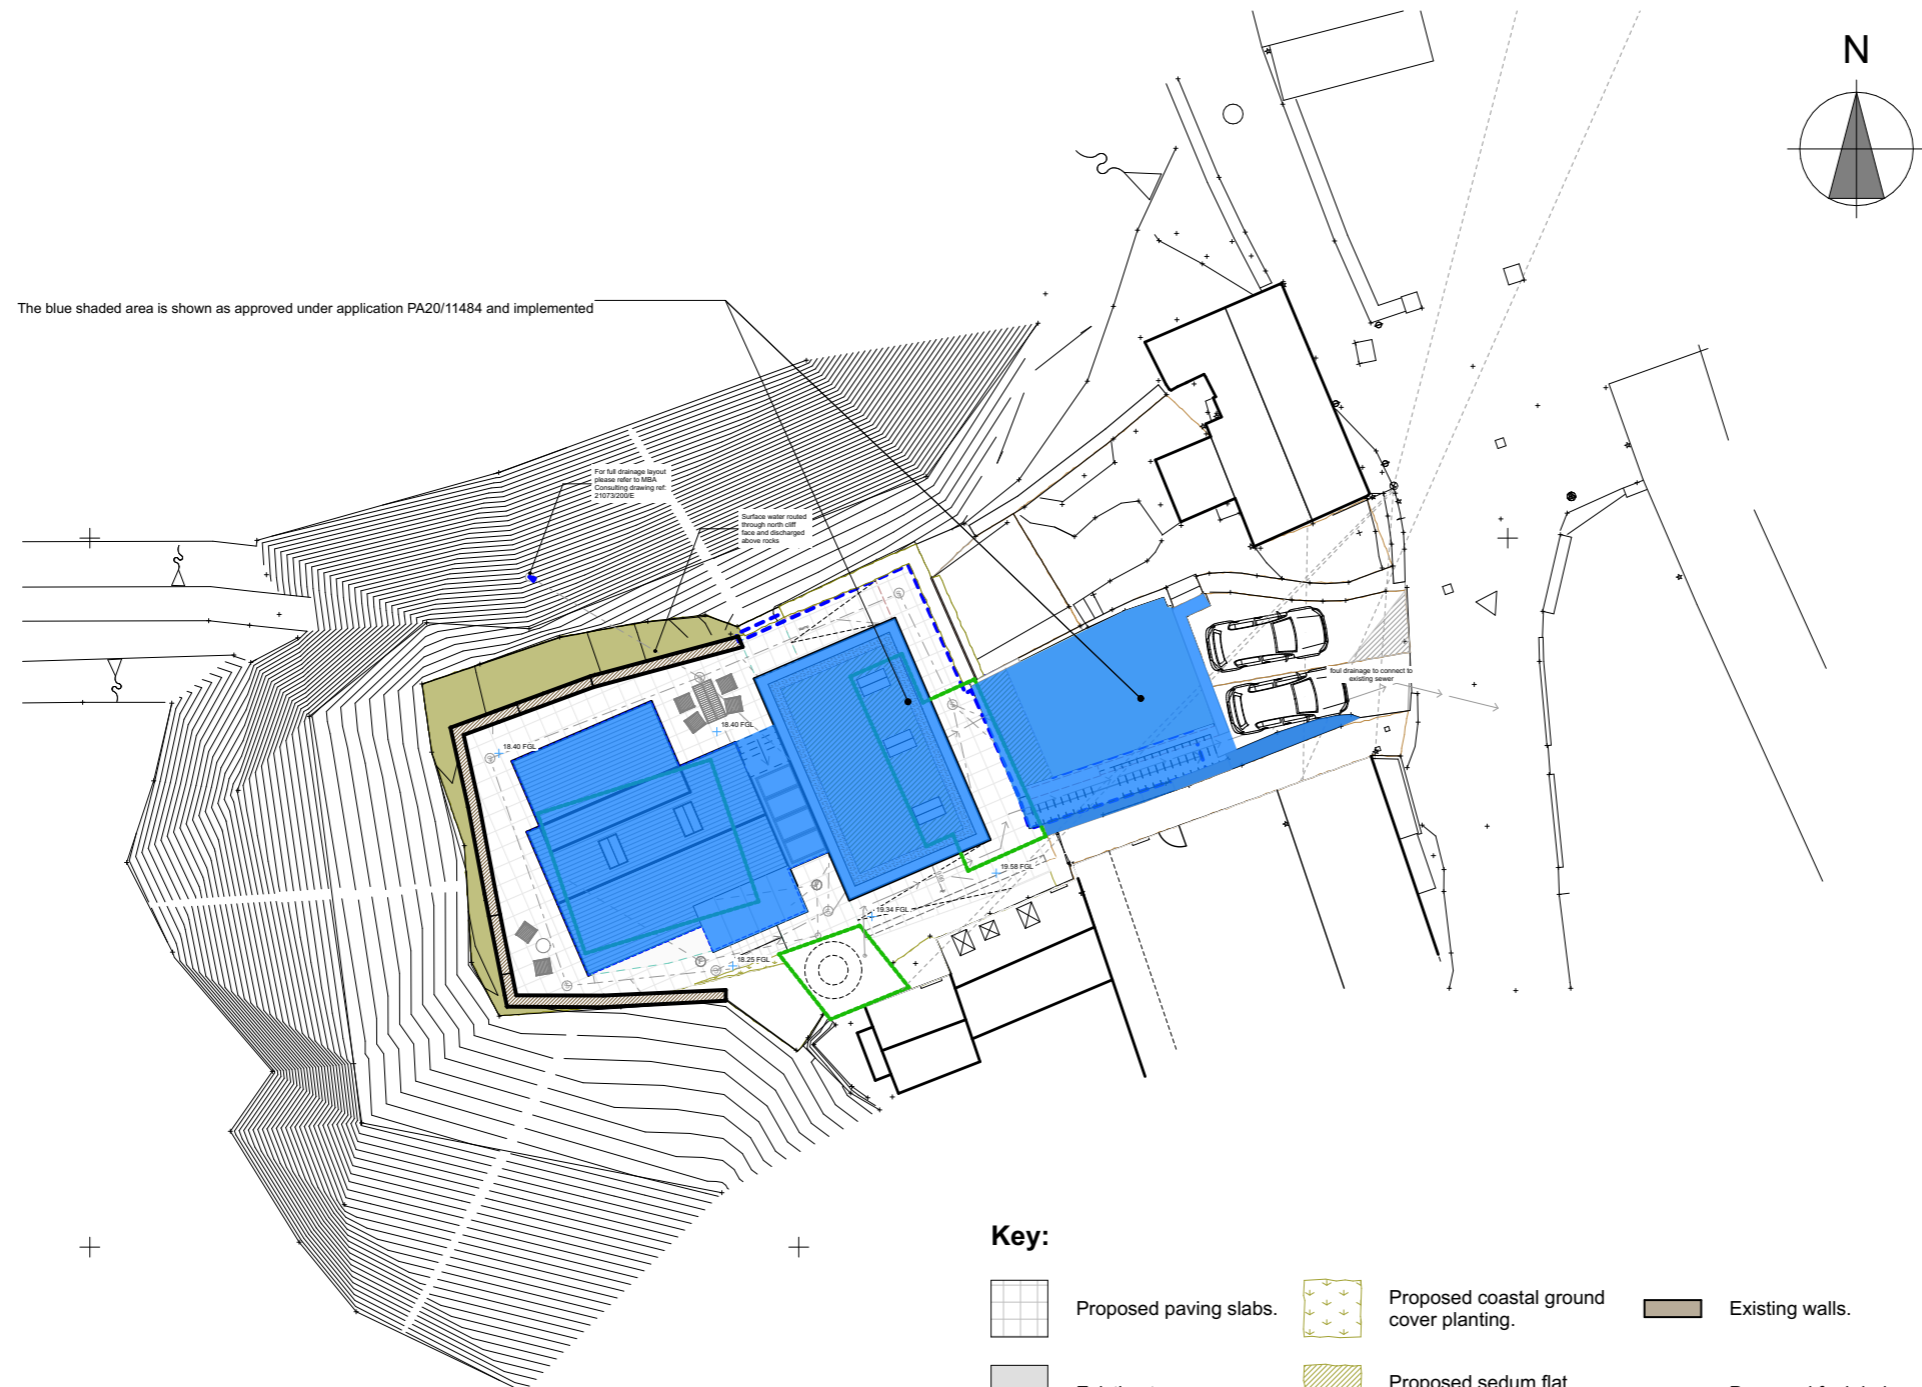 N
The blue shaded area is shown as approved under application PA20/11484 and implemented
For full drainage layout
please refer to MBA
Consulting drawing ref:
21073/200/E
Surface water routed
through north cliff
face and discharged
above rocks
foul drainage to connect to
existing sewer
18.40 FGL
18.40 FGL
19.58 FGL
19.34 FGL
18.25 FGL
Key:
Proposed paving slabs.
Proposed coastal ground
cover planting.
Existing walls.
Proposed sedum flat